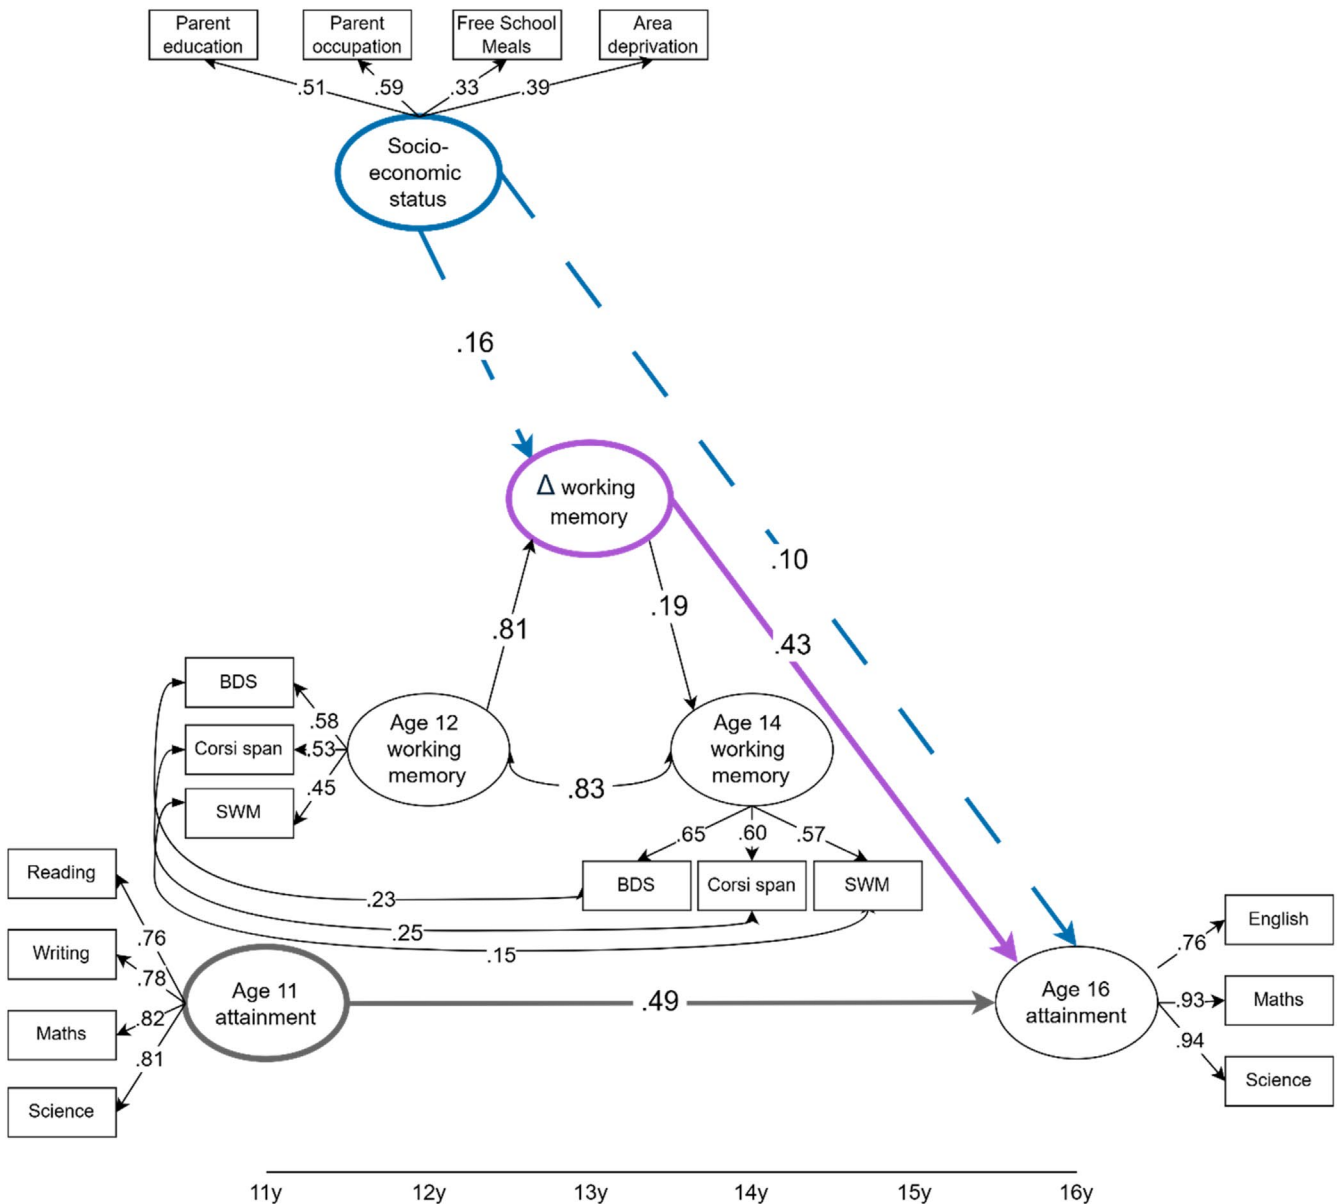 Parent
education
Parent
occupation
Free School
Meals
Area
deprivation
.51
.59
.33
.39
Socio-
economic
status
.16
Δ working
memory
.10
.43
.81
.19
BDS
Corsi span
SWM
.58
.53
.45
Age 12
working
memory
.83
Age 14
working
memory
.65
.60
.57
BDS
Corsi span
SWM
.23
.25
.15
Reading
Writing
Maths
Science
.76
.78
.82
.81
Age 11
attainment
.49
Age 16
attainment
.76
.93
.94
English
Maths
Science
11y
12y
13y
14y
15y
16y